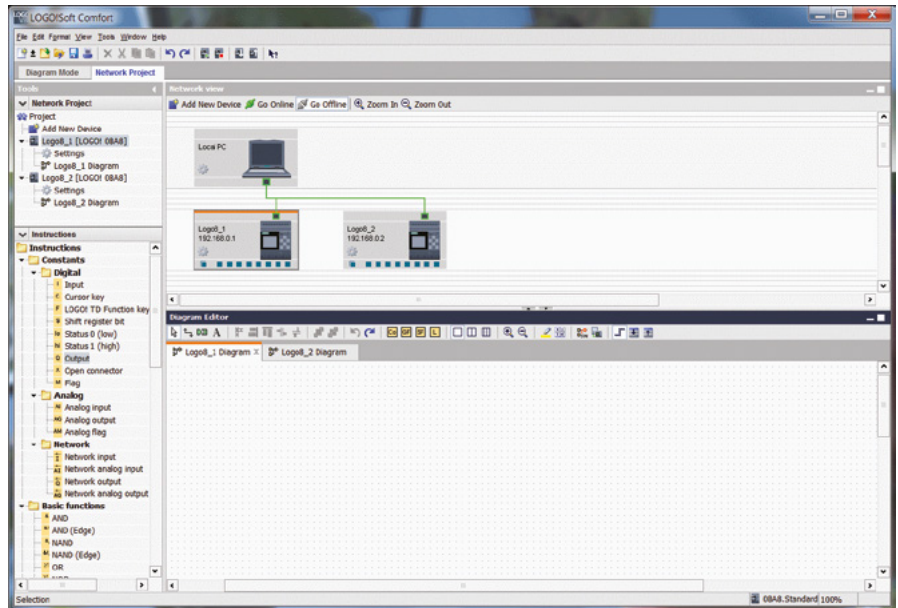 LOGO!Soft Comfort
File Edit Format View Tools Window Help
Diagram Mode Network Project
Tools
Network view
Network Project
Add New Device Go Online Go Offline Zoom In Zoom Out
Project
Add New Device
Logo8_1 [LOGO! 0BA8]
Settings
Logo8_1 Diagram
Logo8_2 [LOGO! 0BA8]
Settings
Logo8_2 Diagram
Loca PC
Logo8_1
192.168.0.1
Logo8_2
192.168.0.2
Instructions
Instructions
Constants
Digital
Input
Cursor key
LOGO! TD Function key
Shift register bit
Status 0 (low)
Status 1 (high)
Output
Open connector
Flag
Analog
Analog input
Analog output
Analog flag
Network
Network input
Network analog input
Network output
Network analog output
Basic functions
AND
AND (Edge)
NAND
NAND (Edge)
OR
Diagram Editor
Logo8_1 Diagram Logo8_2 Diagram
Selection
0BA8.Standard 100%